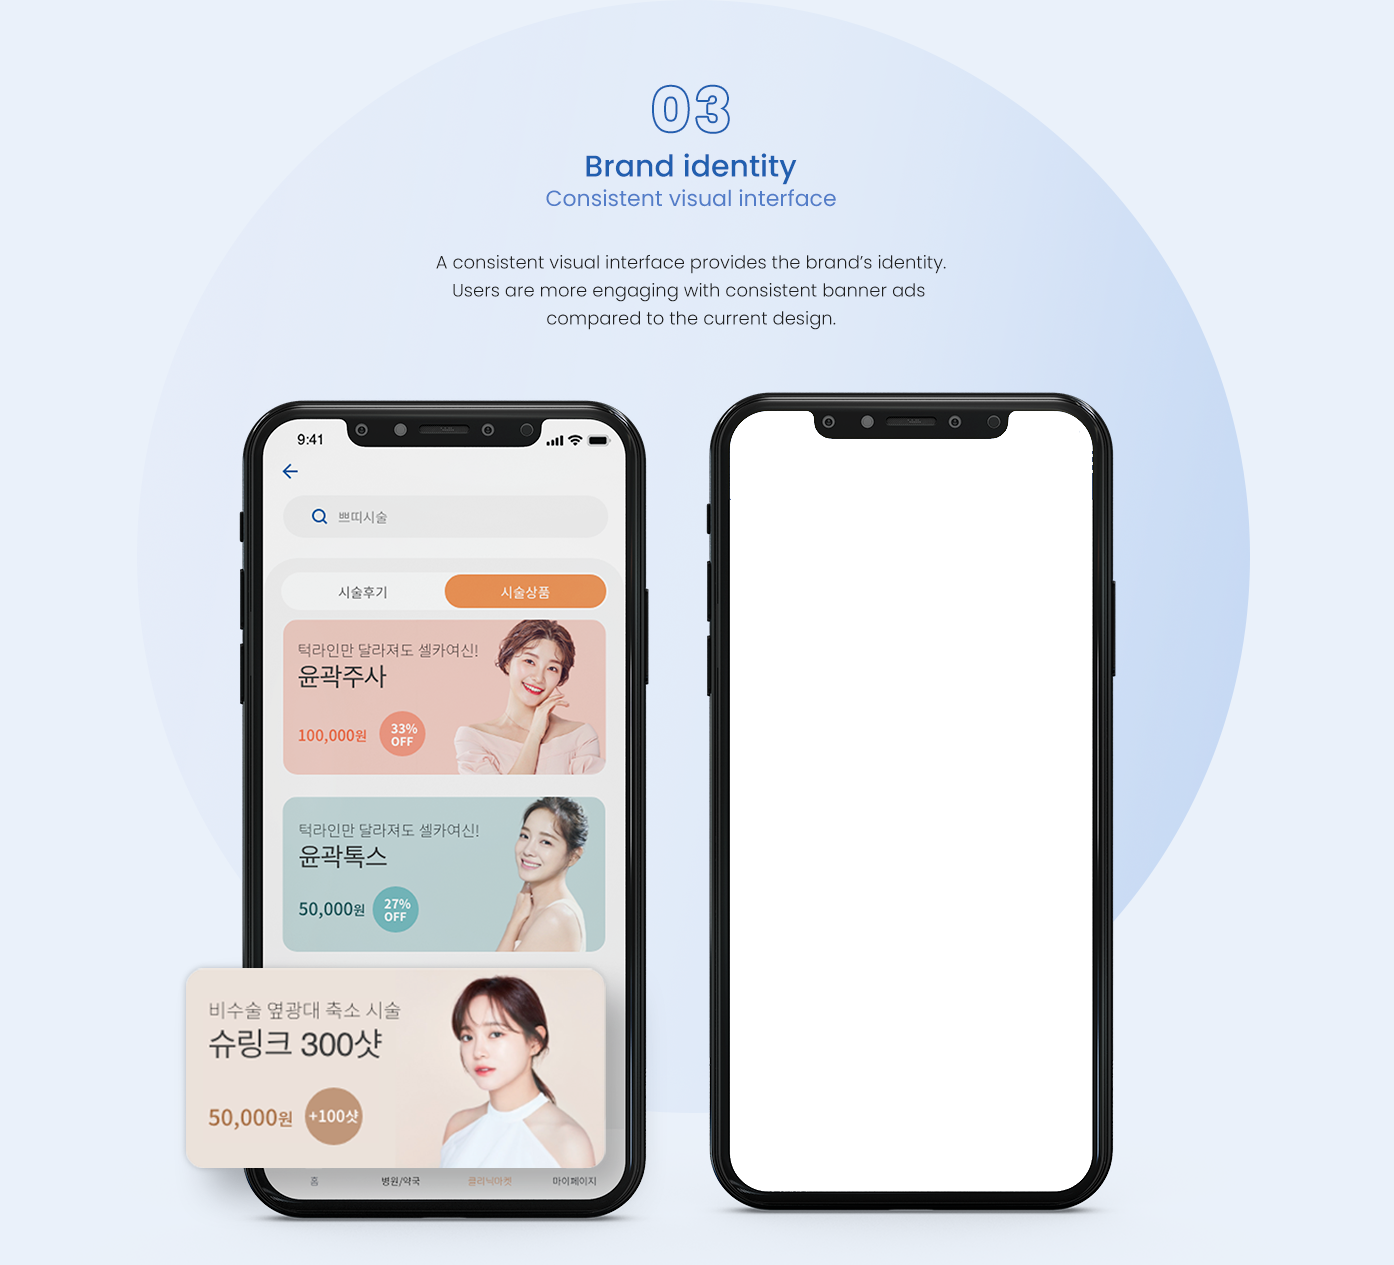 03
Brand identity
Consistent visual interface
A consistent visual interface provides the brand's identity.
Users are more engaging with consistent banner ads
compared to the current design.
9:41
쁘띠시술
시술후기
시술상품
턱라인만 달라져도 셀카여신!
윤곽주사
100,000원
33%
OFF
턱라인만 달라져도 셀카여신!
윤곽톡스
50,000원
27%
OFF
비수술 옆광대 축소 시술
슈링크 300샷
50,000원
+100샷
홈
병원/약국
클리닉마켓
마이페이지